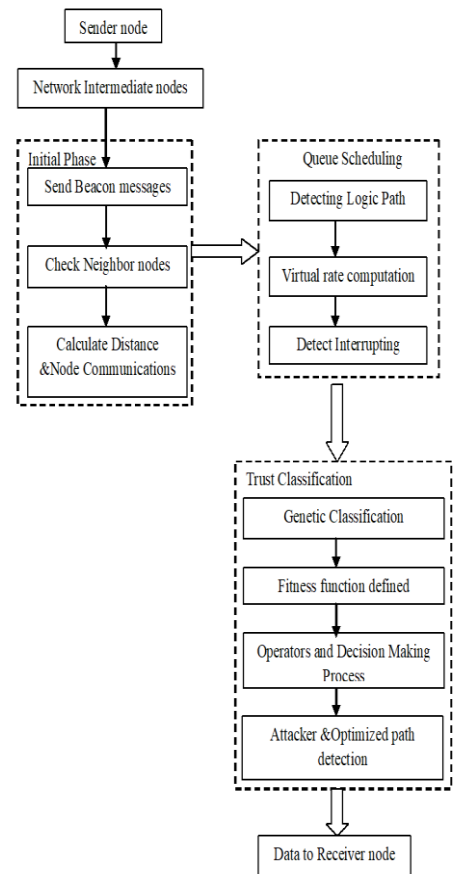 Sender node
Network Intermediate nodes
Initial Phase
Send Beacon messages
Check Neighbor nodes
Calculate Distance
&Node Communications
Queue Scheduling
Detecting Logic Path
Virtual rate computation
Detect Interrupting
Trust Classification
Genetic Classification
Fitness function defined
Operators and Decision Making
Process
Attacker &Optimized path
detection
Data to Receiver node